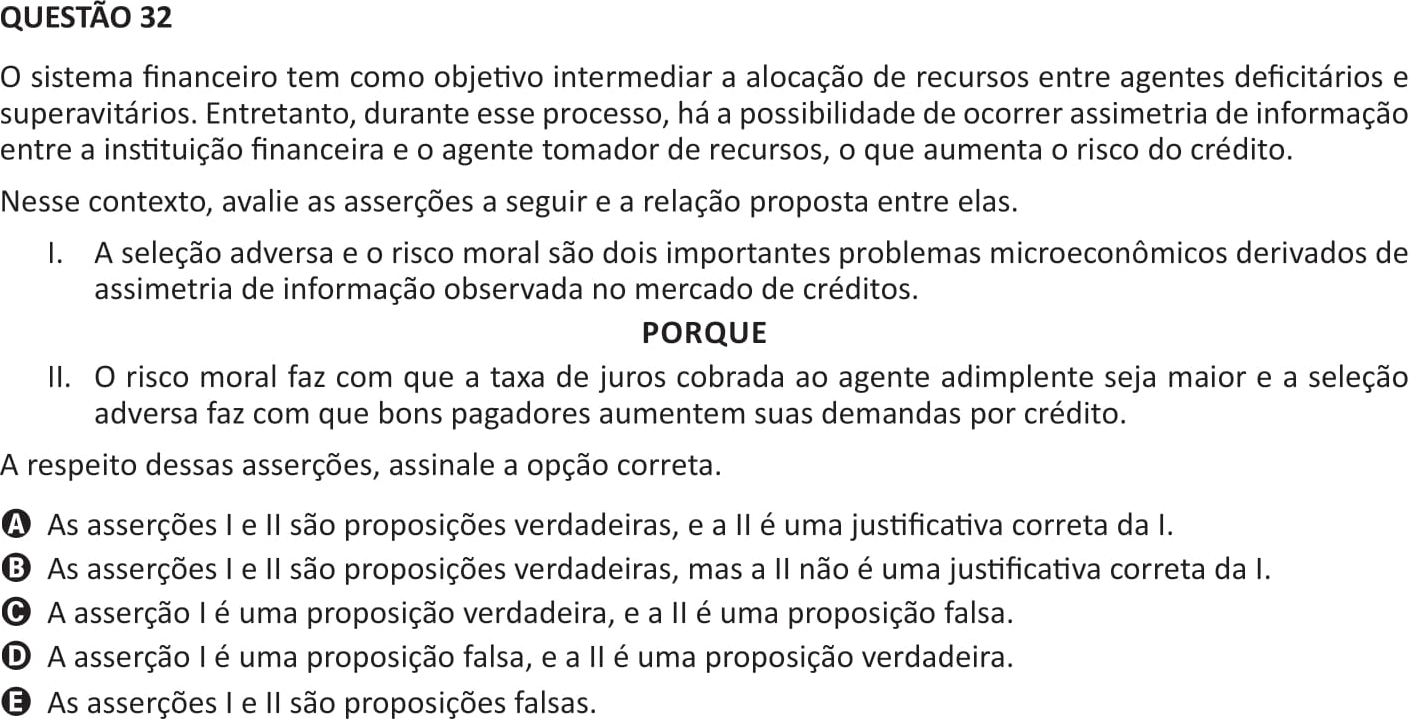 QUESTÃO 32
O sistema financeiro tem como objetivo intermediar a alocação de recursos entre agentes deficitários e
superavitários. Entretanto, durante esse processo, há a possibilidade de ocorrer assimetria de informação
entre a instituição financeira e o agente tomador de recursos, o que aumenta o risco do crédito.
Nesse contexto, avalie as asserções a seguir e a relação proposta entre elas.
I. A seleção adversa e o risco moral são dois importantes problemas microeconômicos derivados de
assimetria de informação observada no mercado de créditos.
PORQUE
II. O risco moral faz com que a taxa de juros cobrada ao agente adimplente seja maior e a seleção
adversa faz com que bons pagadores aumentem suas demandas por crédito.
A respeito dessas asserções, assinale a opção correta.
A As asserções I e II são proposições verdadeiras, e a II é uma justificativa correta da I.
B As asserções I e II são proposições verdadeiras, mas a II não é uma justificativa correta da I.
C A asserção I é uma proposição verdadeira, e a II é uma proposição falsa.
D A asserção I é uma proposição falsa, e a II é uma proposição verdadeira.
E As asserções I e II são proposições falsas.